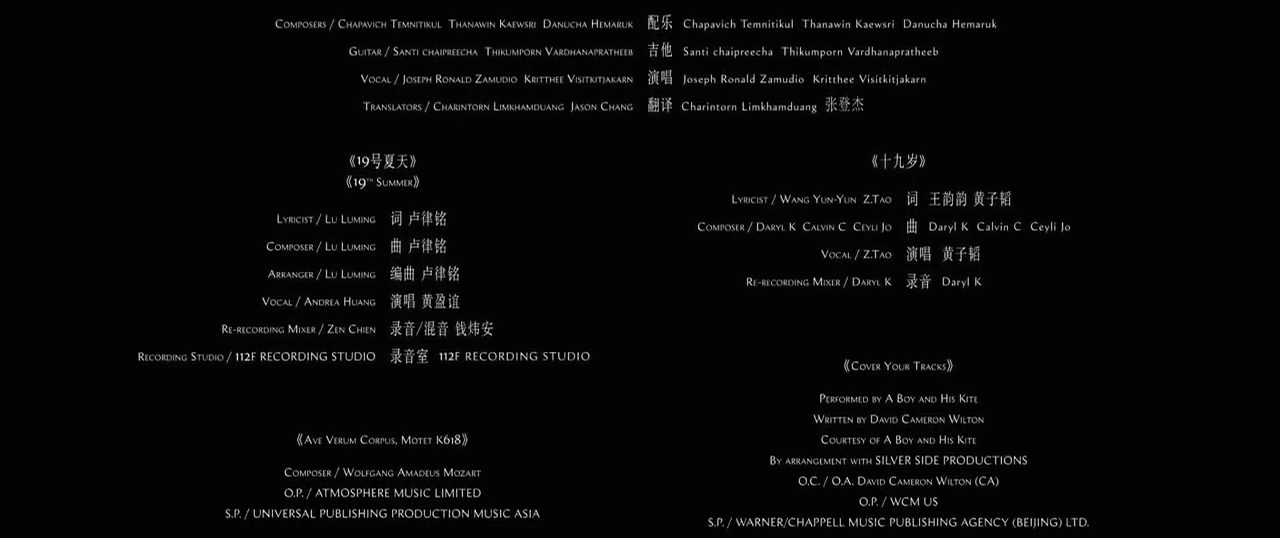 Composers / Chapavich Temnitikul Thanawin Kaewsri Danucha Hemaruk 配乐 Chapavich Temnitikul Thanawin Kaewsri Danucha Hemaruk
Guitar / Santi chaipreecha Thikumporn Vardhanapratheeb 吉他 Santi chaipreecha Thikumporn Vardhanapratheeb
Vocal / Joseph Ronald Zamudio Kritthee Visitkitjakarn 演唱 Joseph Ronald Zamudio Kritthee Visitkitjakarn
Translators / Charintorn Limkhamduang Jason Chang 翻译 Charintorn Limkhamduang 张登杰
《19号夏天》
《19TH Summer》
Lyricist / Lu Luming 词 卢律铭
Composer / Lu Luming 曲 卢律铭
Arranger / Lu Luming 编曲 卢律铭
Vocal / Andrea Huang 演唱 黄盈谊
Re-recording Mixer / Zen Chien 录音/混音 钱炜安
Recording Studio / 112F RECORDING STUDIO 录音室 112F RECORDING STUDIO
《Ave Verum Corpus, Motet K618》
Composer / Wolfgang Amadeus Mozart
O.P. / ATMOSPHERE MUSIC LIMITED
S.P. / UNIVERSAL PUBLISHING PRODUCTION MUSIC ASIA
《十九岁》
Lyricist / Wang Yun-Yun Z.Tao 词 王韵韵 黄子韬
Composer / Daryl K Calvin C Ceyli Jo 曲 Daryl K Calvin C Ceyli Jo
Vocal / Z.Tao 演唱 黄子韬
Re-recording Mixer / Daryl K 录音 Daryl K
《Cover Your Tracks》
Performed by A Boy and His Kite
Written by David Cameron Wilton
Courtesy of A Boy and His Kite
By arrangement with SILVER SIDE PRODUCTIONS
O.C. / O.A. David Cameron Wilton (CA)
O.P. / WCM US
S.P. / WARNER/CHAPPELL MUSIC PUBLISHING AGENCY (BEIJING) LTD.